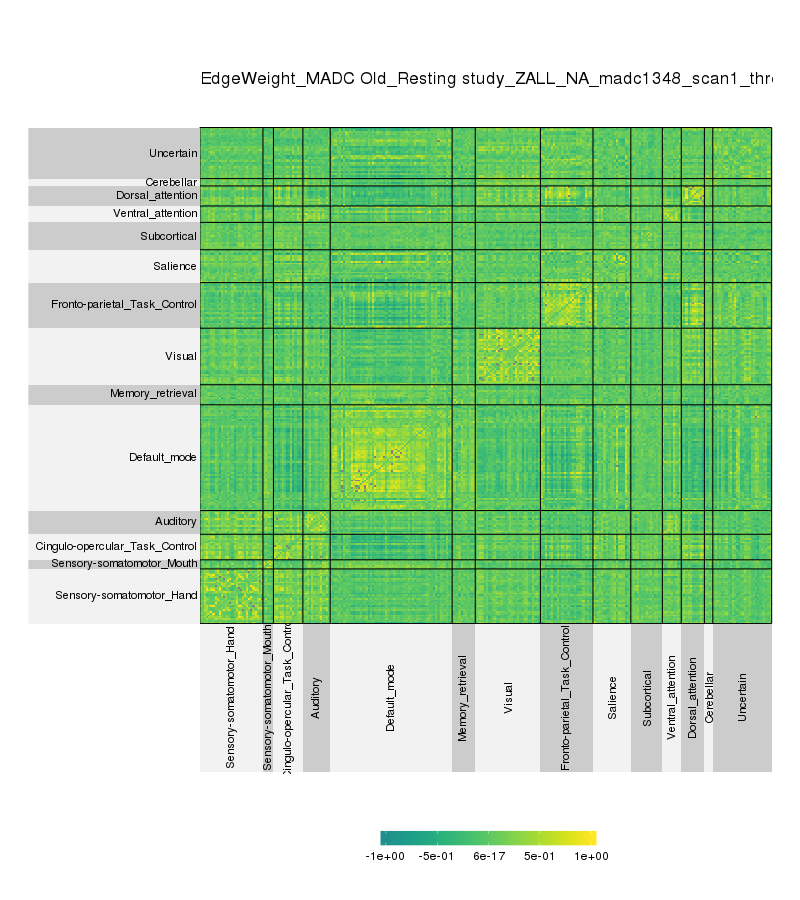 EdgeWeight_MADC Old_Resting study_ZALL_NA_madc1348_scan1_thr
Uncertain
Cerebellar
Dorsal_attention
Ventral_attention
Subcortical
Salience
Fronto-parietal_Task_Control
Visual
Memory_retrieval
Default_mode
Auditory
Cingulo-opercular_Task_Control
Sensory-somatomotor_Mouth
Sensory-somatomotor_Hand
Sensory-somatomotor_Hand
Sensory-somatomotor_Mouth
Cingulo-opercular_Task_Control
Auditory
Default_mode
Memory_retrieval
Visual
Fronto-parietal_Task_Control
Salience
Subcortical
Ventral_attention
Dorsal_attention
Cerebellar
Uncertain
-1e+00 -5e-01 6e-17 5e-01 1e+00